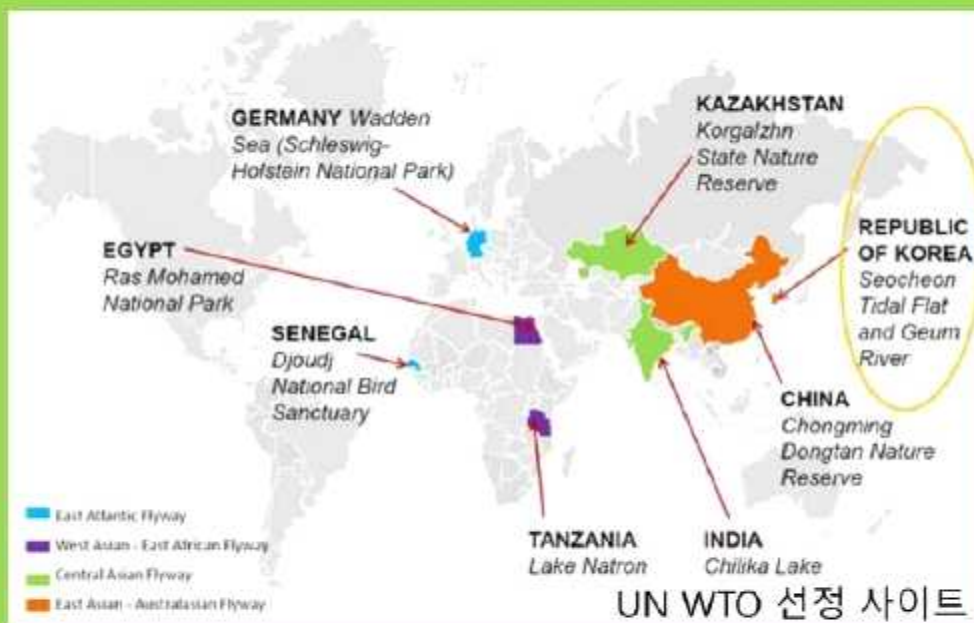 GERMANY Wadden
Sea (Schleswig-
Hofstein National Park)
KAZAKHSTAN
Korgalzhn
State Nature
Reserve
REPUBLIC
OF KOREA
Seocheon
Tidal Flat
and Geum
River
EGYPT
Ras Mohamed
National Park
SENEGAL
Djoudj
National Bird
Sanctuary
CHINA
Chongming
Dongtan Nature
Reserve
TANZANIA
Lake Natron
INDIA
Chilika Lake
East Atlantic Flyway
West Asian - East African Flyway
Central Asian Flyway
East Asian - Australasian Flyway
UN WTO 선정 사이트